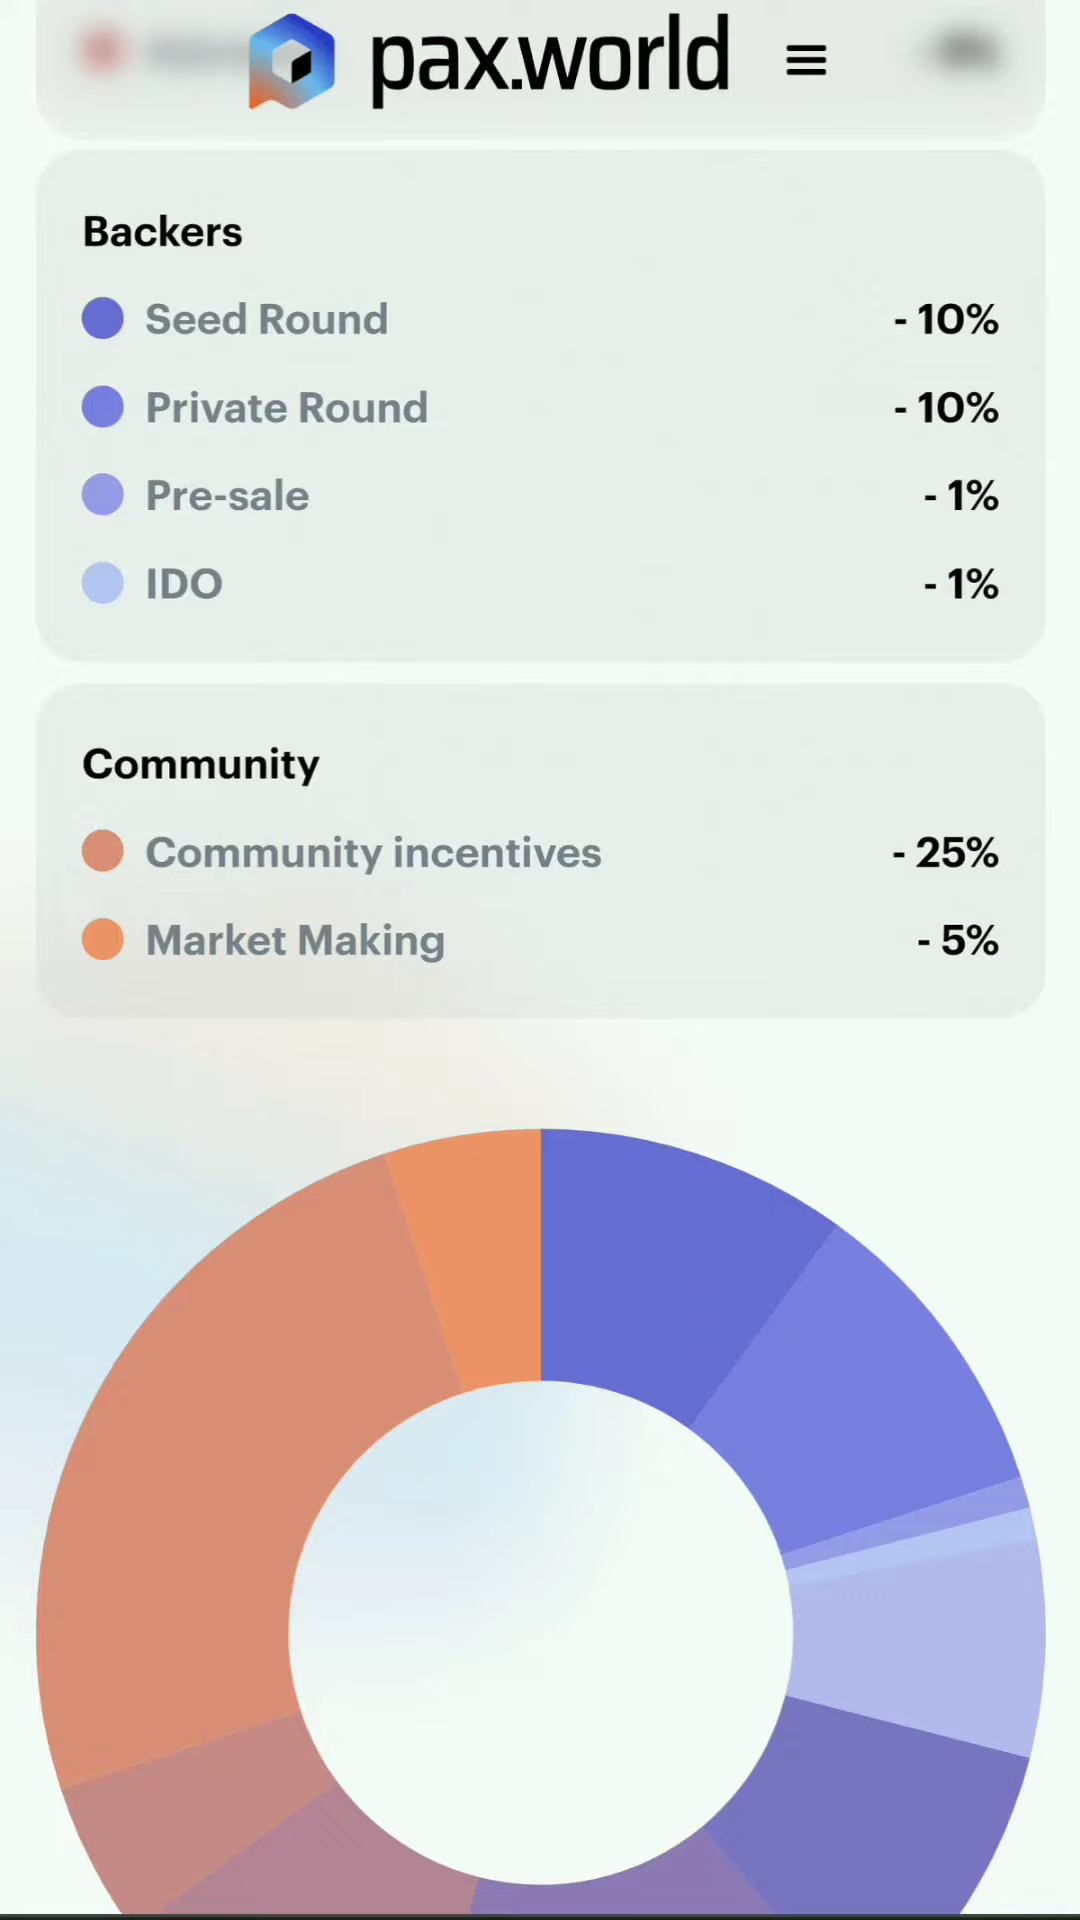 pax.world
Backers
Seed Round - 10%
Private Round - 10%
Pre-sale - 1%
IDO - 1%
Community
Community incentives - 25%
Market Making - 5%